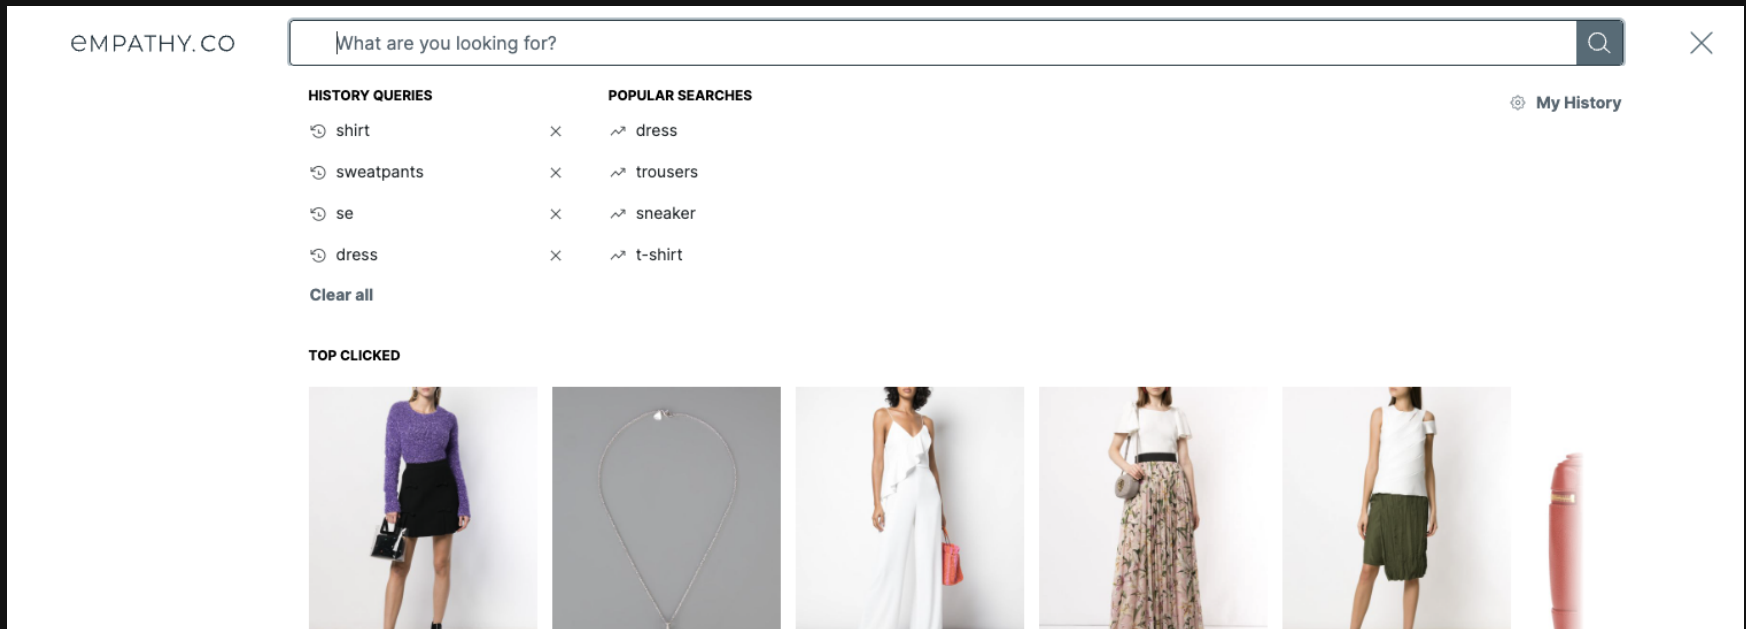 eMPATHY.CO
What are you looking for?
My History
HISTORY QUERIES
shirt
sweatpants
se
dress
Clear all
POPULAR SEARCHES
dress
trousers
sneaker
t-shirt
TOP CLICKED